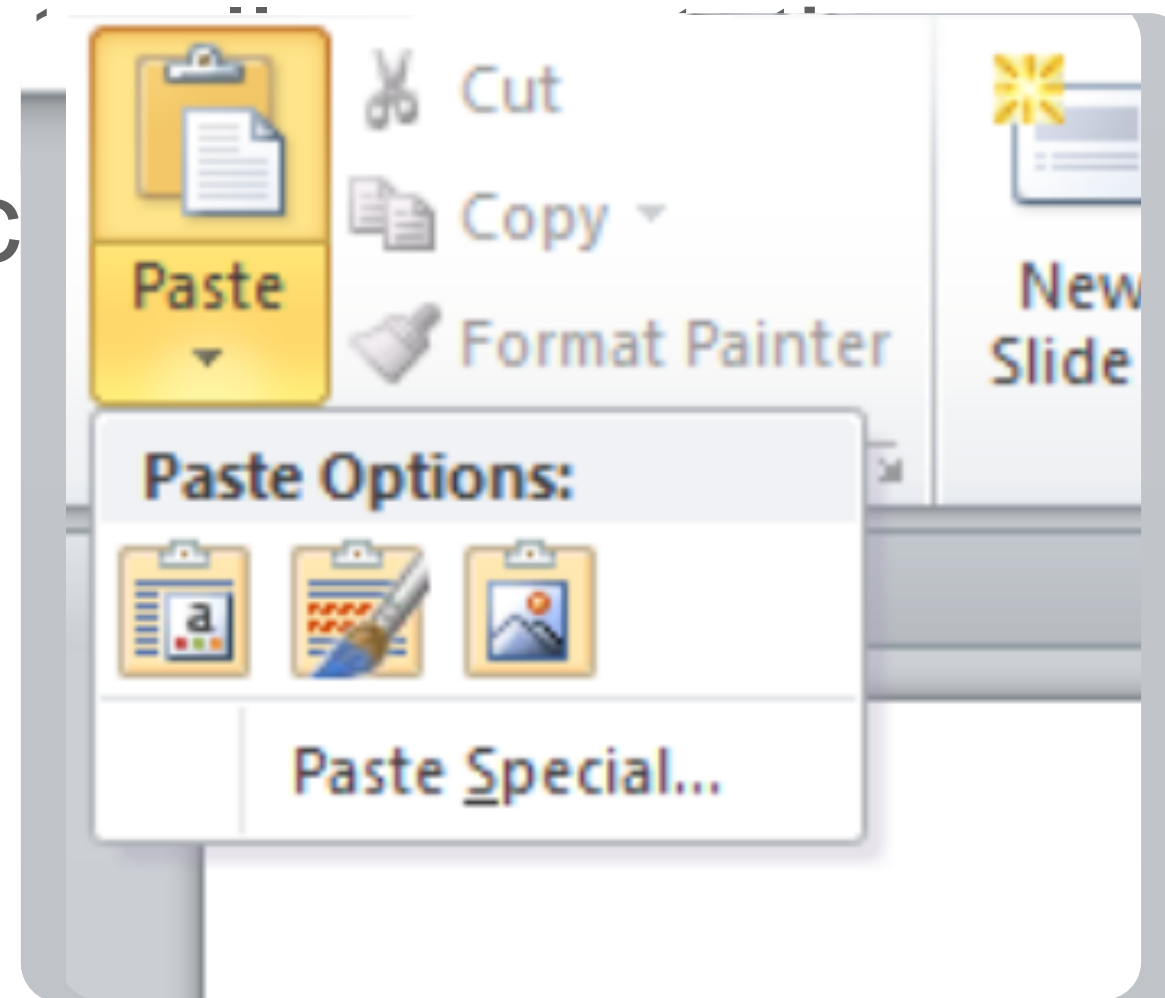 Cut
Copy
Paste
Format Painter
New
Slide
Paste Options:
a
Paste Special...